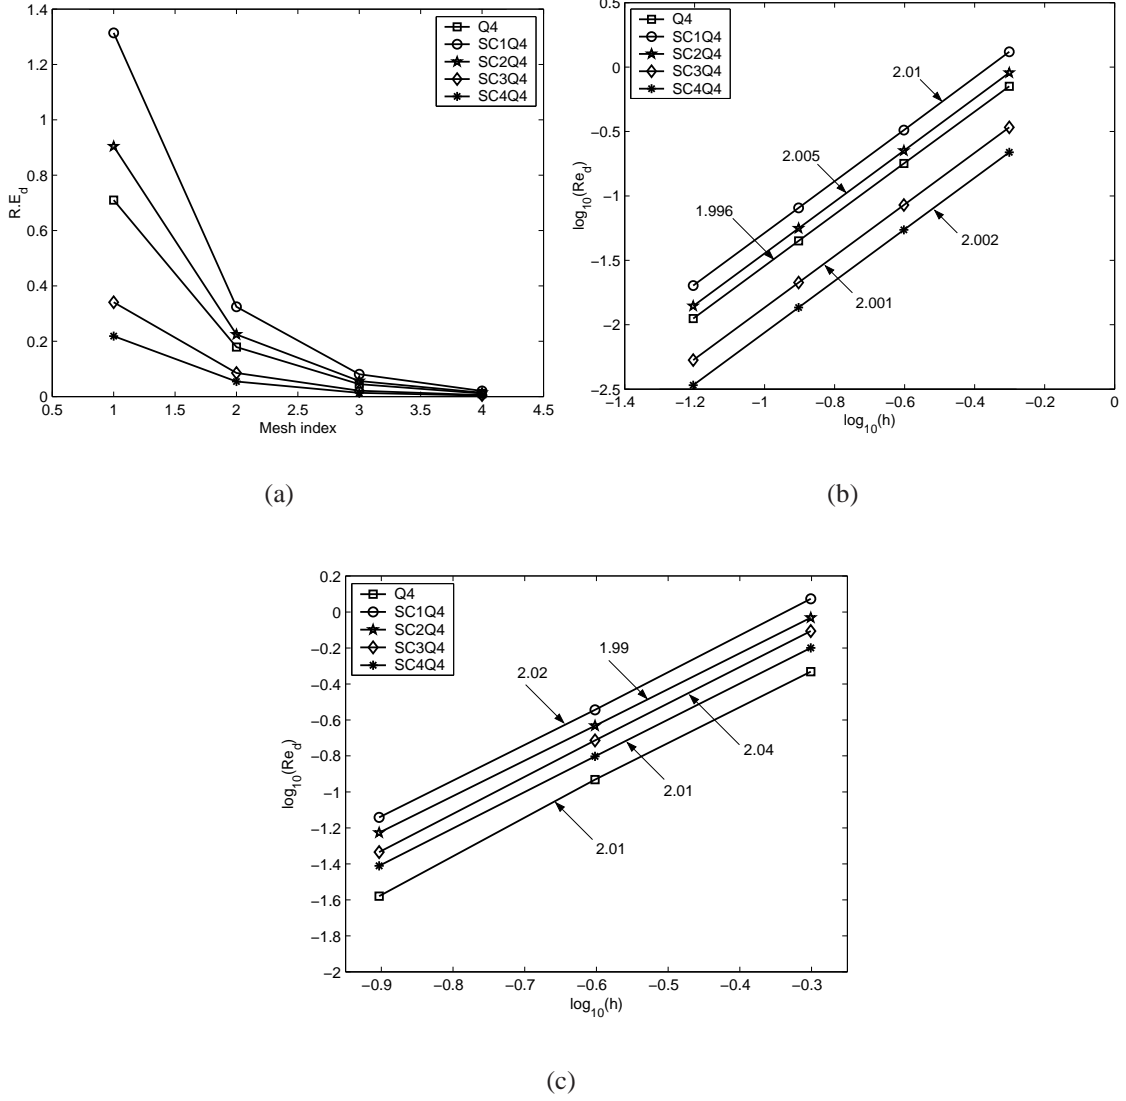 1.4
1.2
1
0.8
0.6
0.4
0.2
0
R.E_d
0.5
1
1.5
2
2.5
3
3.5
4
4.5
Mesh index
Q4
SC1Q4
SC2Q4
SC3Q4
SC4Q4
(a)
0.5
0
−0.5
−1
−1.5
−2
−2.5
log_10(Re_d)
−1.4
−1.2
−1
−0.8
−0.6
−0.4
−0.2
0
log_10(h)
Q4
SC1Q4
SC2Q4
SC3Q4
SC4Q4
2.01
2.005
1.996
2.002
2.001
(b)
0.2
0
−0.2
−0.4
−0.6
−0.8
−1
−1.2
−1.4
−1.6
−1.8
−2
log_10(Re_d)
−0.9
−0.8
−0.7
−0.6
−0.5
−0.4
−0.3
log_10(h)
Q4
SC1Q4
SC2Q4
SC3Q4
SC4Q4
1.99
2.02
2.04
2.01
2.01
(c)